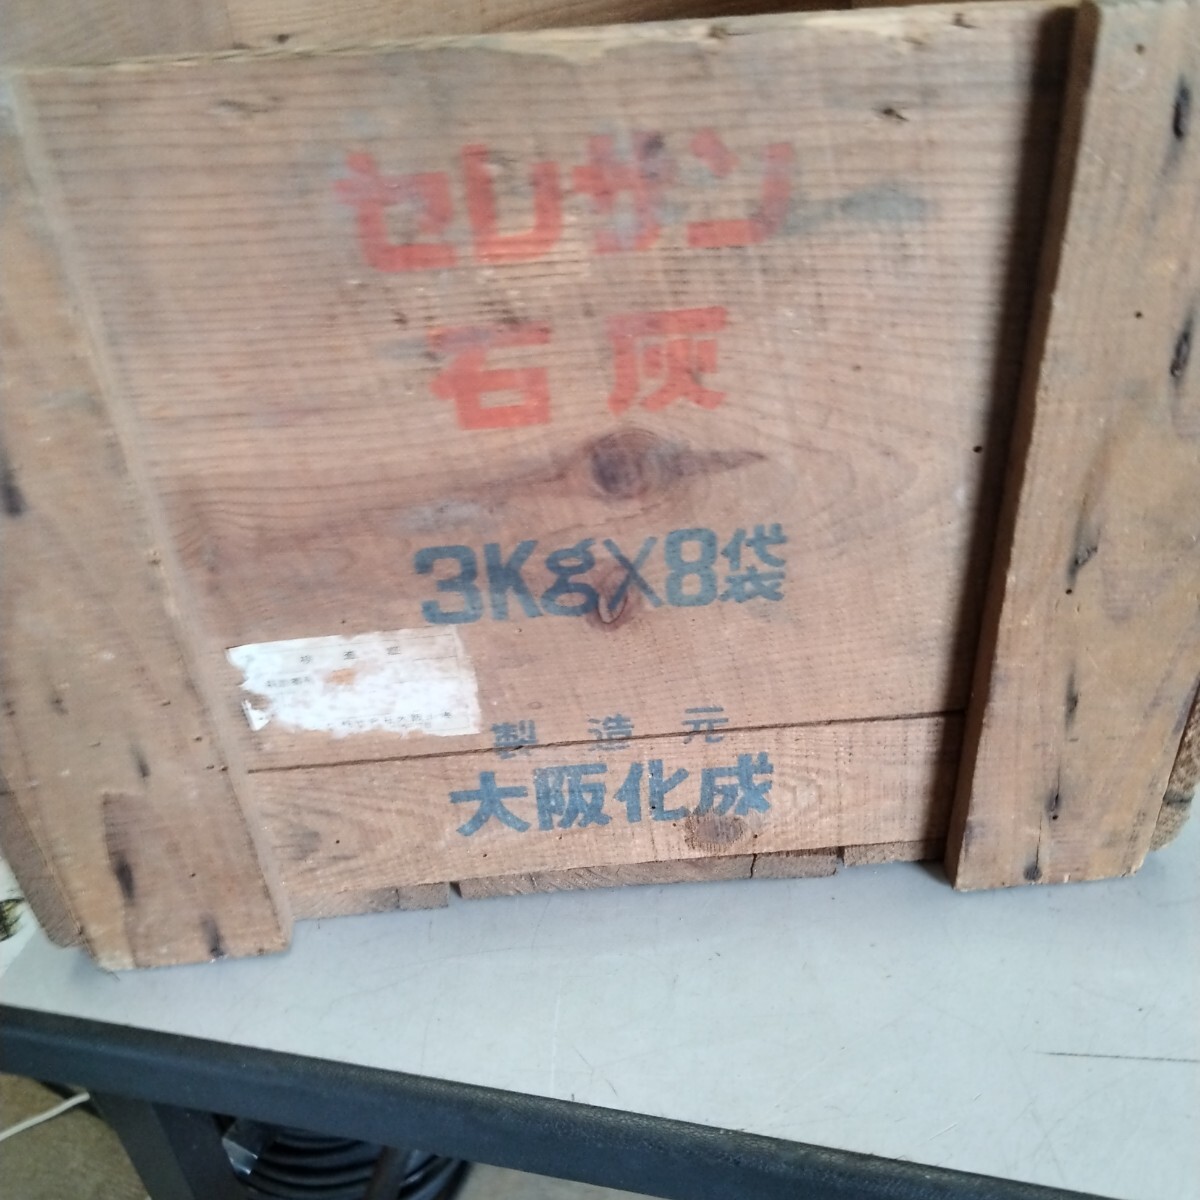 セレサン
石灰
3Kg×8袋
製造元
大阪化成